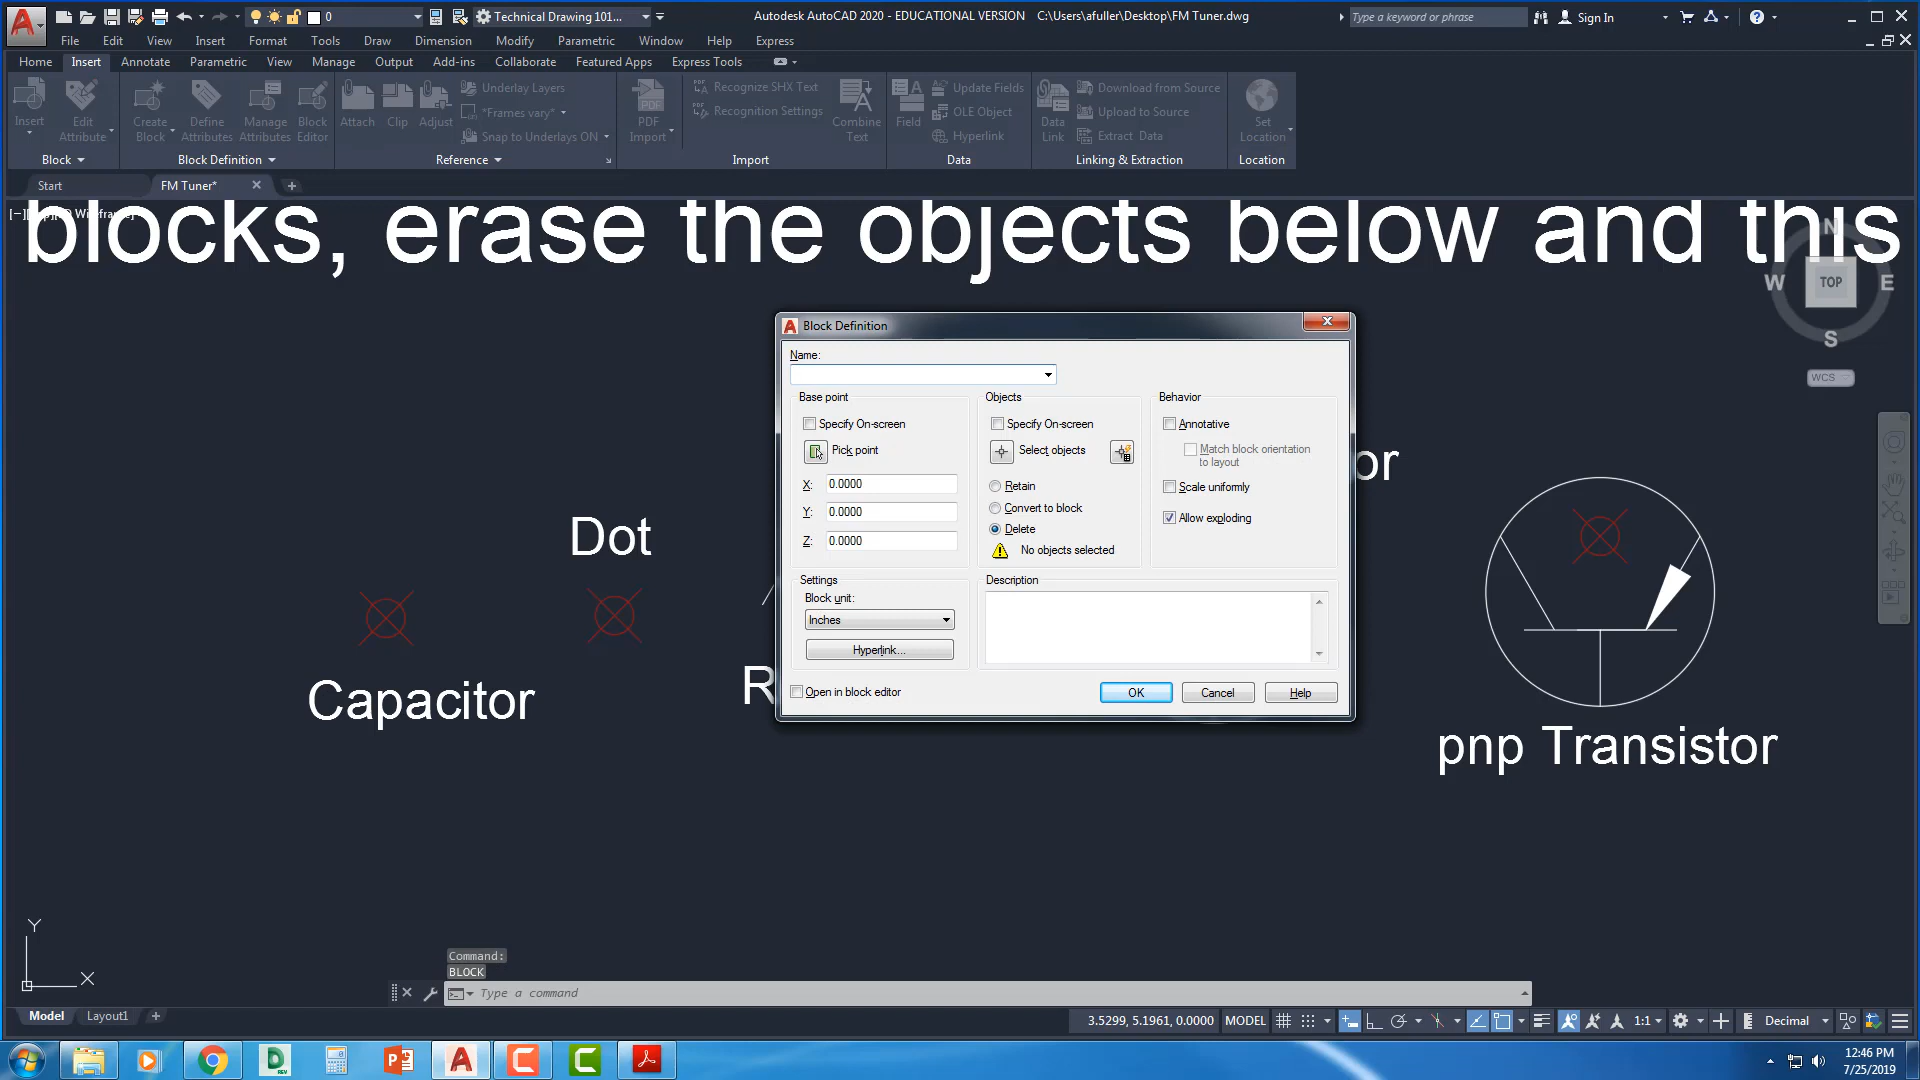 0
Technical Drawing 101...
Autodesk AutoCAD 2020 - EDUCATIONAL VERSION C:\Users\afuller\Desktop\FM Tuner.dwg
Type a keyword or phrase
Sign In
File Edit View Insert Format Tools Draw Dimension Modify Parametric Window Help Express
Home Insert Annotate Parametric View Manage Output Add-ins Collaborate Featured Apps Express Tools
Insert
Edit
Attribute
Create
Block
Define
Attributes
Manage
Attributes
Block
Editor
Attach
Clip
Adjust
Underlay Layers
*Frames vary*
Snap to Underlays ON
PDF
Import
Recognize SHX Text
Recognition Settings
Combine
Text
Field
Update Fields
OLE Object
Hyperlink
Data
Link
Download from Source
Upload to Source
Extract Data
Set
Location
Block Block Definition Reference Import Data Linking & Extraction Location
Start FM Tuner*
blocks, erase the objects below and this
N
W TOP E
S
WCS
Block Definition
Name:
Base point
Specify On-screen
Pick point
X: 0.0000
Y: 0.0000
Z: 0.0000
Objects
Specify On-screen
Select objects
Retain
Convert to block
Delete
No objects selected
Behavior
Annotative
Match block orientation
to layout
Scale uniformly
Allow exploding
Settings
Block unit:
Inches
Hyperlink...
Description
Open in block editor
OK Cancel Help
or
Dot
Capacitor
R
pnp Transistor
Y
X
Command:
BLOCK
Type a command
Model Layout1
3.5299, 5.1961, 0.0000 MODEL
1:1
Decimal
12:46 PM
7/25/2019